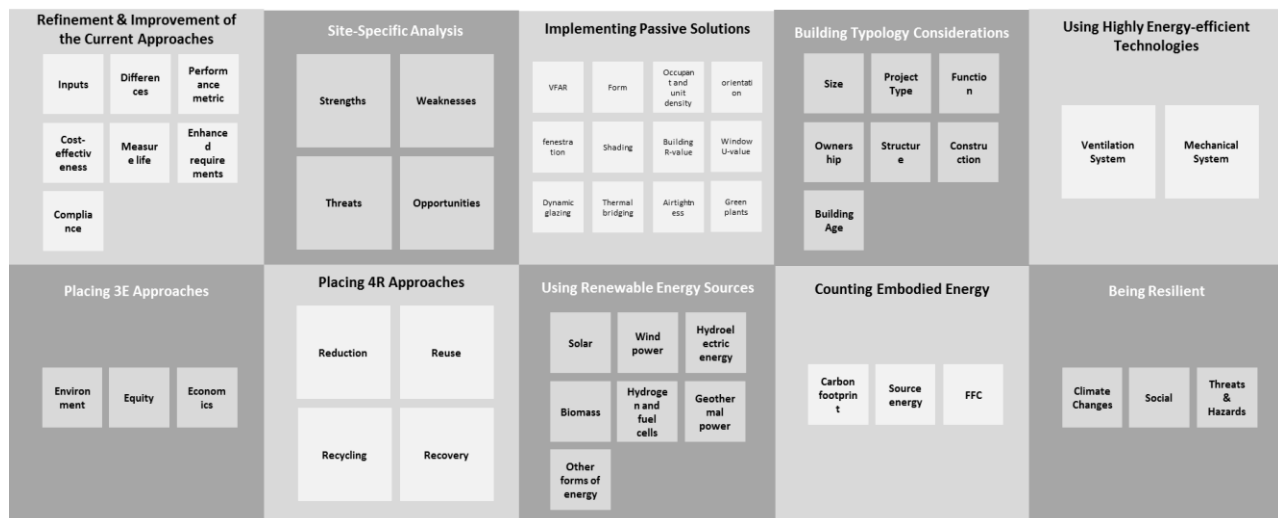 Refinement & Improvement of
the Current Approaches
Inputs
Differen
ces
Perform
ance
metric
Cost-
effectiv
eness
Measur
e life
Enhance
d require
ments
Complia
nce
Site-Specific Analysis
Strengths
Weaknesses
Threats
Opportunities
Implementing Passive Solutions
VFAR
Form
Occupan
t and
unit
density
orientati
on
fenestra
tion
Shading
Building
R-value
Window
U-value
Dynamic
glazing
Thermal
bridging
Airtightn
ess
Green
plants
Building Typology Considerations
Size
Project
Type
Functio
n
Owners
hip
Structur
e
Constru
ction
Building
Age
Using Highly Energy-efficient
Technologies
Ventilation
System
Mechanical
System
Placing 3E Approaches
Environ
ment
Equity
Econom
ics
Placing 4R Approaches
Reduction
Reuse
Recycling
Recovery
Using Renewable Energy Sources
Solar
Wind
power
Hydroel
ectric
energy
Biomass
Hydroge
n and
fuel
cells
Geother
mal
power
Other
forms of
energy
Counting Embodied Energy
Carbon
footprin
t
Source
energy
FFC
Being Resilient
Climate
Changes
Social
Threats
&
Hazards